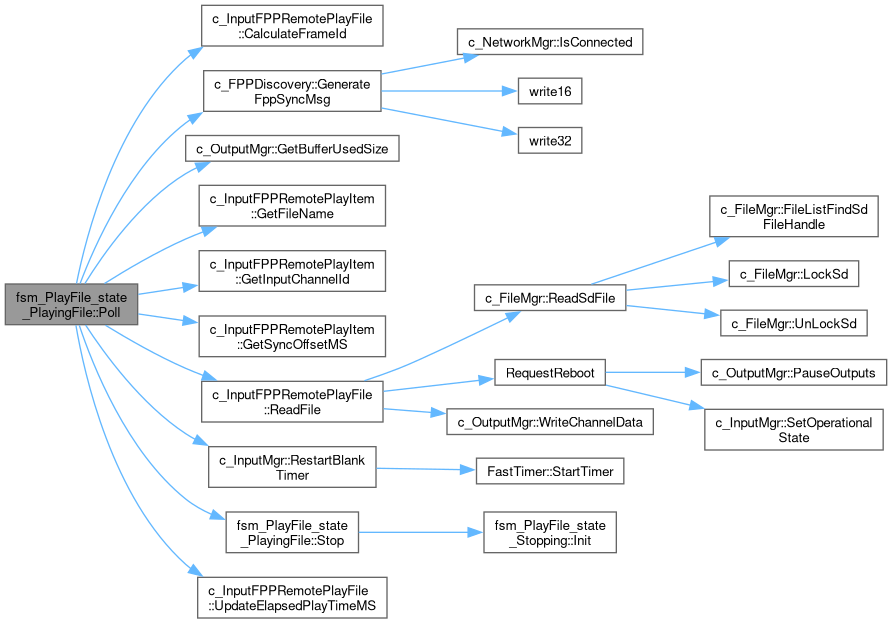 fsm_PlayFile_state
_PlayingFile::Poll
c_InputFPPRemotePlayFile
::CalculateFrameId
c_FPPDiscovery::Generate
FppSyncMsg
c_NetworkMgr::IsConnected
write16
write32
c_OutputMgr::GetBufferUsedSize
c_InputFPPRemotePlayItem
::GetFileName
c_InputFPPRemotePlayItem
::GetInputChannelId
c_InputFPPRemotePlayItem
::GetSyncOffsetMS
c_InputFPPRemotePlayFile
::ReadFile
c_FileMgr::ReadSdFile
c_FileMgr::FileListFindSd
FileHandle
c_FileMgr::LockSd
c_FileMgr::UnLockSd
RequestReboot
c_OutputMgr::PauseOutputs
c_InputMgr::SetOperational
State
c_OutputMgr::WriteChannelData
c_InputMgr::RestartBlank
Timer
FastTimer::StartTimer
fsm_PlayFile_state
_PlayingFile::Stop
fsm_PlayFile_state
_Stopping::Init
c_InputFPPRemotePlayFile
::UpdateElapsedPlayTimeMS